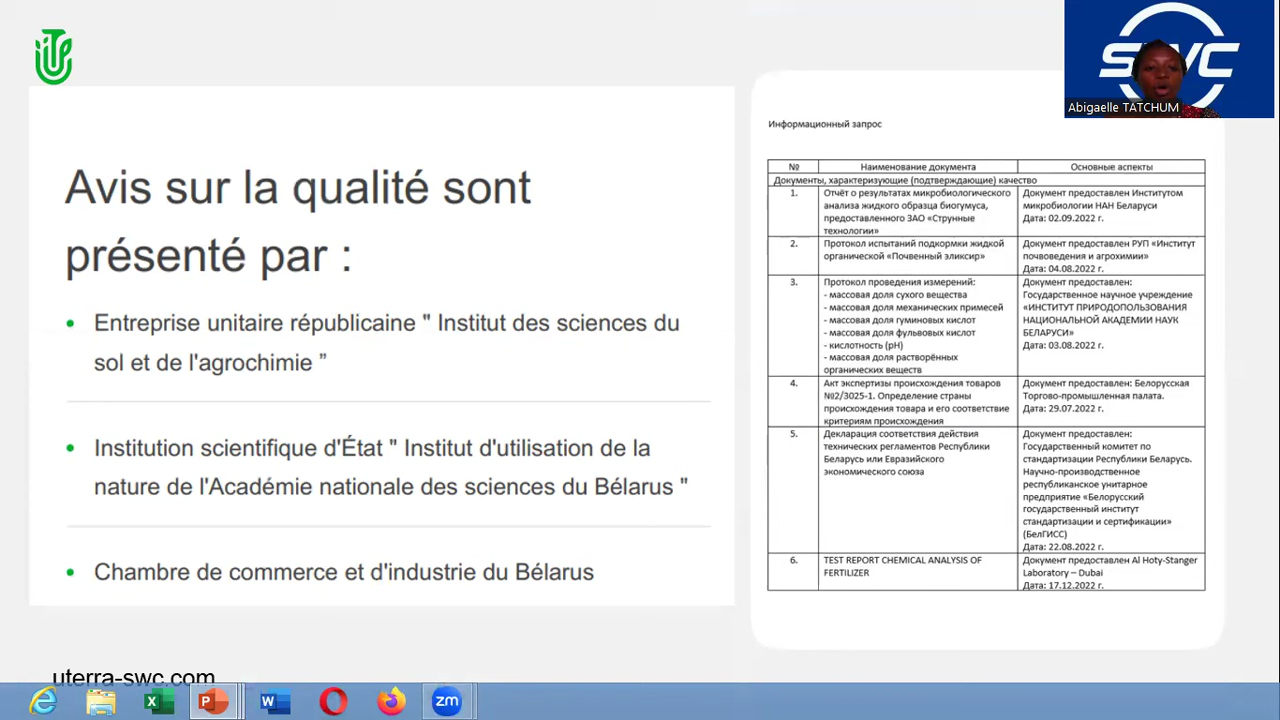 SWC
Abigaelle TATCHUM
Avis sur la qualité sont
présenté par :
• Entreprise unitaire républicaine " Institut des sciences du
sol et de l'agrochimie ”
• Institution scientifique d'État " Institut d'utilisation de la
nature de l'Académie nationale des sciences du Bélarus "
• Chambre de commerce et d'industrie du Bélarus
Информационный запрос
№ Наименование документа Основные аспекты
Документы, характеризующие (подтверждающие) качество
1. Отчёт о результатах микробиологического Документ предоставлен Институтом
анализа жидкого образца биогумуса, микробиологии НАН Беларуси
предоставленного ЗАО «Струнные Дата: 02.09.2022 г.
технологии»
2. Протокол испытаний подкормки жидкой Документ предоставлен РУП «Институт
органической «Почвенный эликсир» почвоведения и агрохимии»
Дата: 04.08.2022 г.
3. Протокол проведения измерений: Документ предоставлен:
- массовая доля сухого вещества Государственное научное учреждение
- массовая доля механических примесей «ИНСТИТУТ ПРИРОДОПОЛЬЗОВАНИЯ
- массовая доля гуминовых кислот НАЦИОНАЛЬНОЙ АКАДЕМИИ НАУК
- массовая доля фульвовых кислот БЕЛАРУСИ»
- кислотность (pH) Дата: 03.08.2022 г.
- массовая доля растворённых
органических веществ
4. Акт экспертизы происхождения товаров Документ предоставлен: Белорусская
№2/3025-1. Определение страны Торгово-промышленная палата.
происхождения товара и его соответствие Дата: 29.07.2022 г.
критериям происхождения
5. Декларация соответствия действия Документ предоставлен:
технических регламентов Республики Государственный комитет по
Беларусь или Евразийского стандартизации Республики Беларусь.
экономического союза Научно-производственное
республиканское унитарное
предприятие «Белорусский
государственный институт
стандартизации и сертификации»
(БелГИСС)
Дата: 22.08.2022 г.
6. TEST REPORT CHEMICAL ANALYSIS OF Документ предоставлен Al Hoty-Stanger
FERTILIZER Laboratory – Dubai
Дата: 17.12.2022 г.
uterra-swc.com
zm